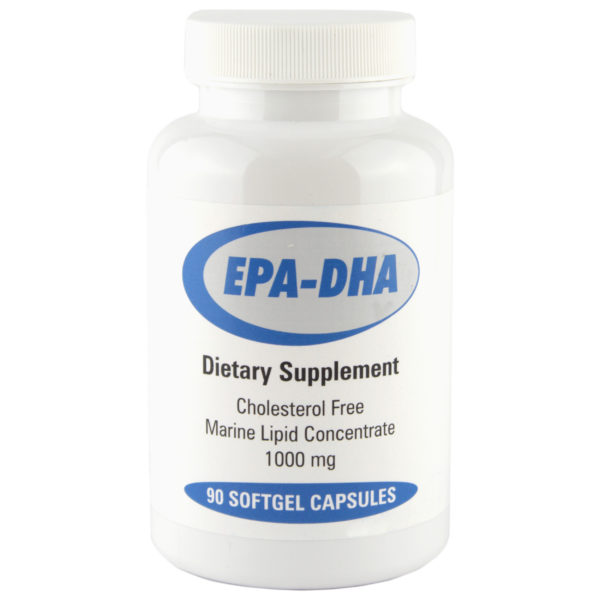 EPA-DHA
Dietary Supplement
Cholesterol Free
Marine Lipid Concentrate
1000 mg
90 SOFTGEL CAPSULES